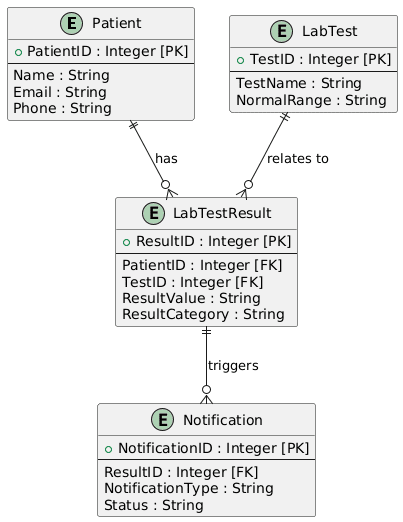 E Patient
PatientID : Integer [PK]
Name : String
Email : String
Phone : String
E LabTest
TestID : Integer [PK]
TestName : String
NormalRange : String
has
relates to
E LabTestResult
ResultID : Integer [PK]
PatientID : Integer [FK]
TestID : Integer [FK]
ResultValue : String
ResultCategory : String
triggers
E Notification
NotificationID : Integer [PK]
ResultID : Integer [FK]
NotificationType : String
Status : String